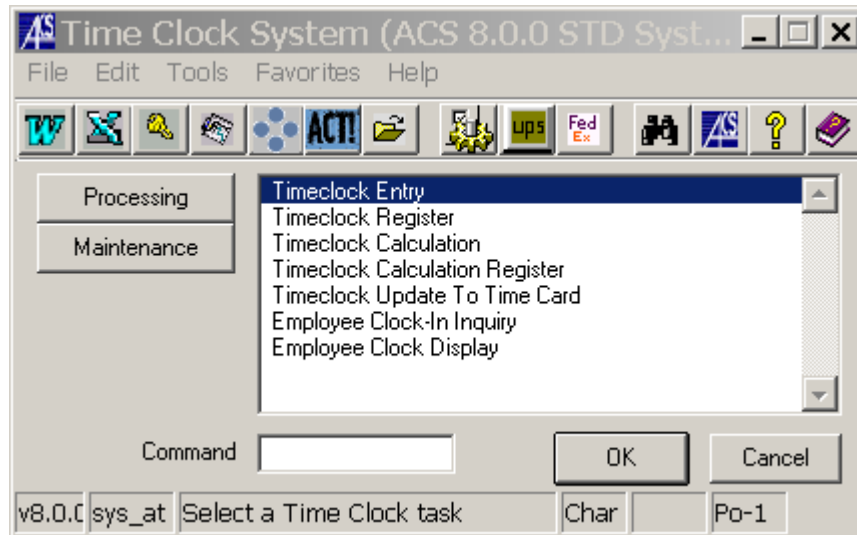 ACS Time Clock System (ACS 8.0.0 STD Syst...
File Edit Tools Favorites Help
W X ACT! ups Fed Ex ACS ?
Processing
Maintenance
Timeclock Entry
Timeclock Register
Timeclock Calculation
Timeclock Calculation Register
Timeclock Update To Time Card
Employee Clock-In Inquiry
Employee Clock Display
Command
OK Cancel
v8.0.0 sys_at Select a Time Clock task Char Po-1